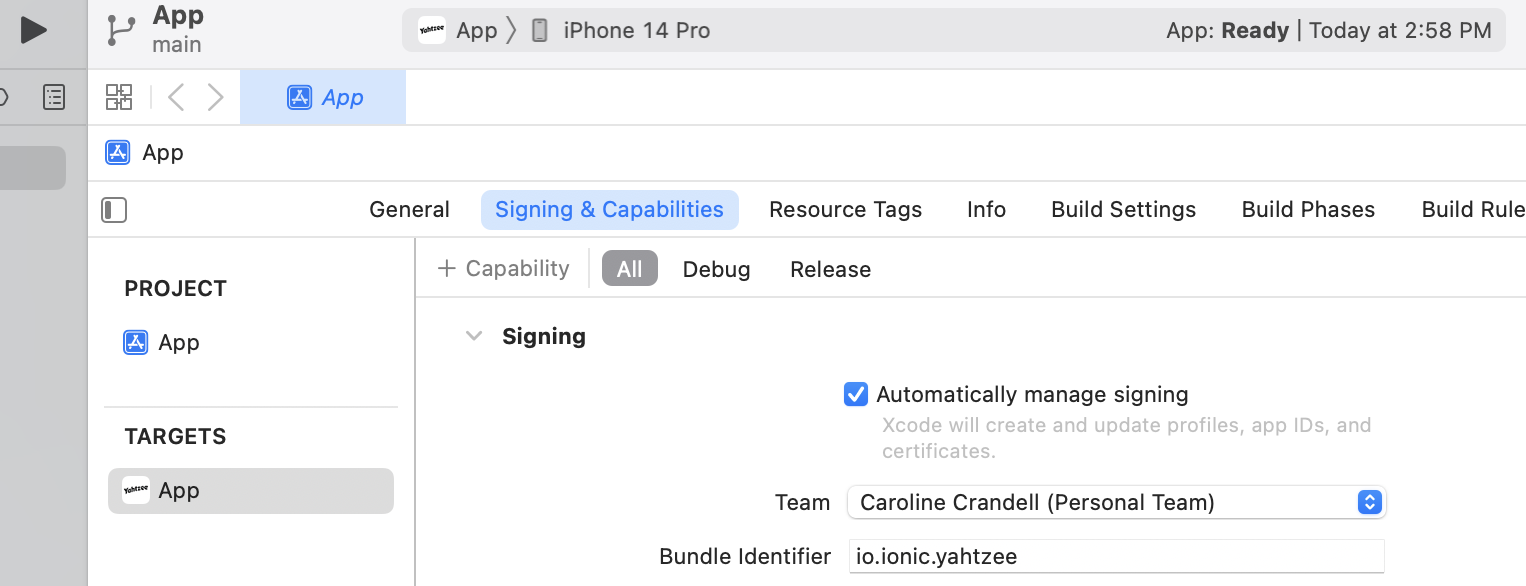 App
main
Yahtzee App iPhone 14 Pro App: Ready | Today at 2:58 PM
App
App
General Signing & Capabilities Resource Tags Info Build Settings Build Phases Build Rule
+ Capability All Debug Release
PROJECT
App
TARGETS
Yahtzee App
Signing
Automatically manage signing
Xcode will create and update profiles, app IDs, and
certificates.
Team Caroline Crandell (Personal Team)
Bundle Identifier io.ionic.yahtzee